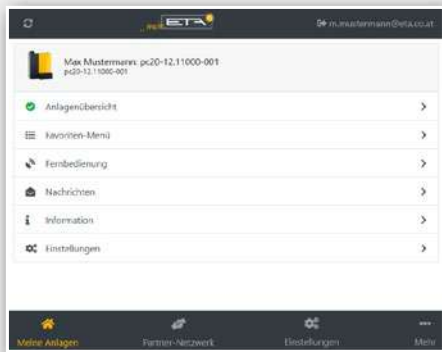 meinETA
m.mustermann@eta.co.at
Max Mustermann: pc20-12.11000-001
pc20-12.11000-001
Anlagenübersicht
Favoriten-Menü
Fernbedienung
Nachrichten
Information
Einstellungen
Meine Anlagen
Partner-Netzwerk
Einstellungen
Mehr